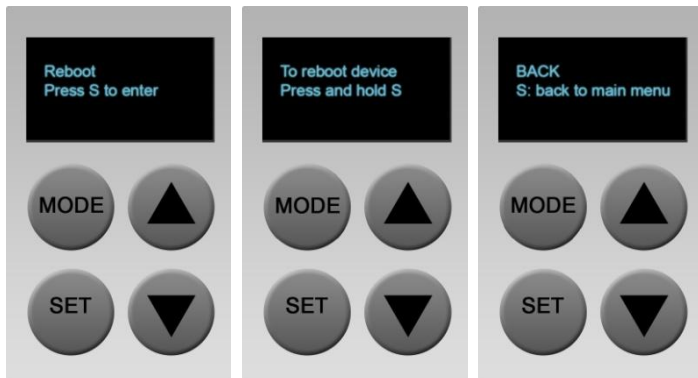 Reboot
Press S to enter
MODE
SET
To reboot device
Press and hold S
MODE
SET
BACK
S: back to main menu
MODE
SET